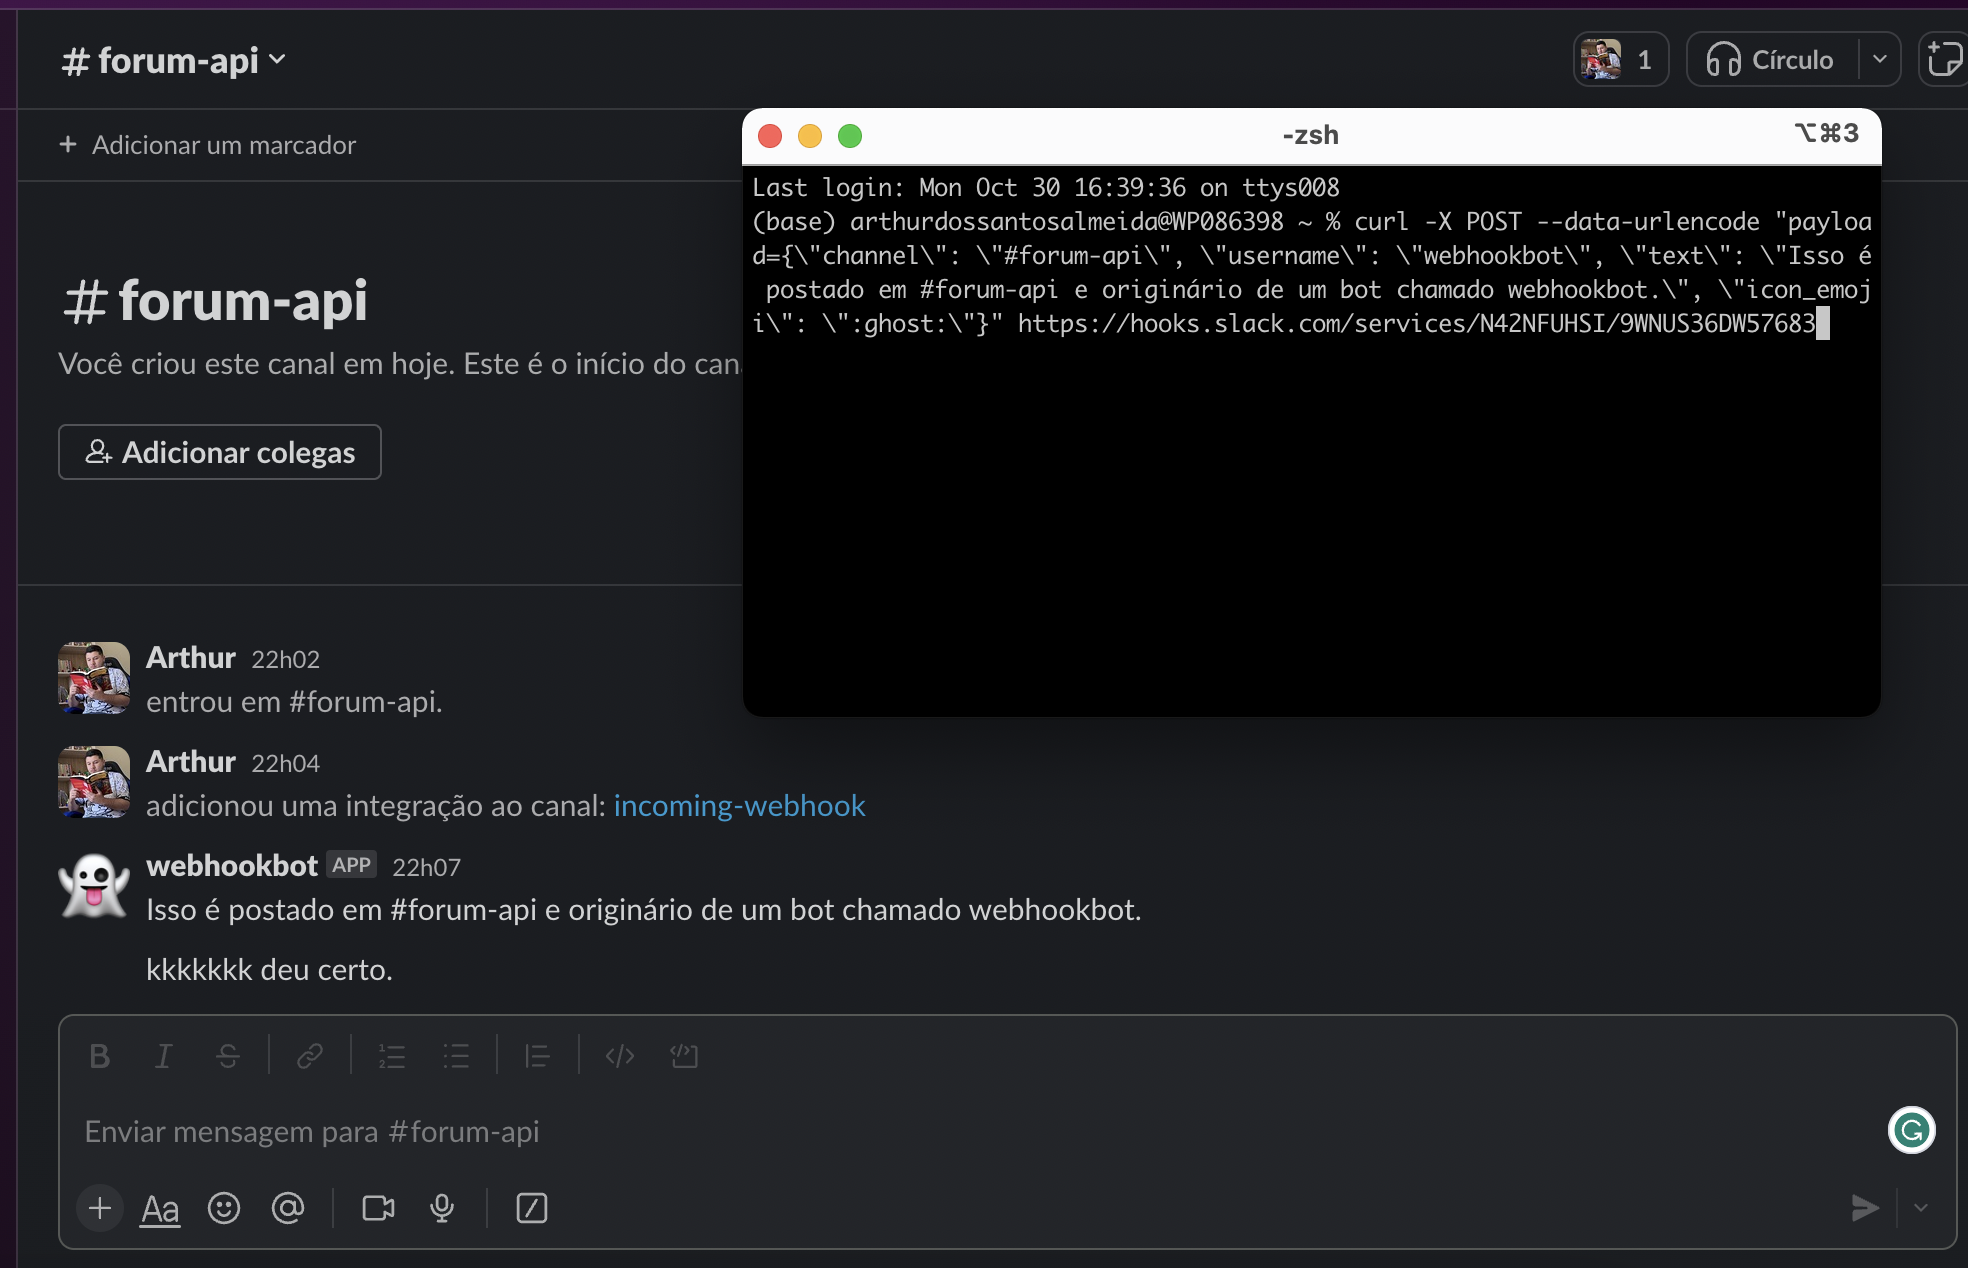 # forum-api
1
Círculo
+ Adicionar um marcador
-zsh
⌥⌘3
Last login: Mon Oct 30 16:39:36 on ttys008
(base) arthurdossantosalmeida@WP086398 ~ % curl -X POST --data-urlencode "payloa
d={\"channel\": \"#forum-api\", \"username\": \"webhookbot\", \"text\": \"Isso é
 postado em #forum-api e originário de um bot chamado webhookbot.\", \"icon_emoj
i\": \":ghost:\"}" https://hooks.slack.com/services/N42NFUHSI/9WNUS36DW57683
# forum-api
Você criou este canal em hoje. Este é o início do can
Adicionar colegas
Arthur 22h02
entrou em #forum-api.
Arthur 22h04
adicionou uma integração ao canal: incoming-webhook
webhookbot APP 22h07
Isso é postado em #forum-api e originário de um bot chamado webhookbot.
kkkkkkk deu certo.
B I S
Enviar mensagem para #forum-api
+ Aa @